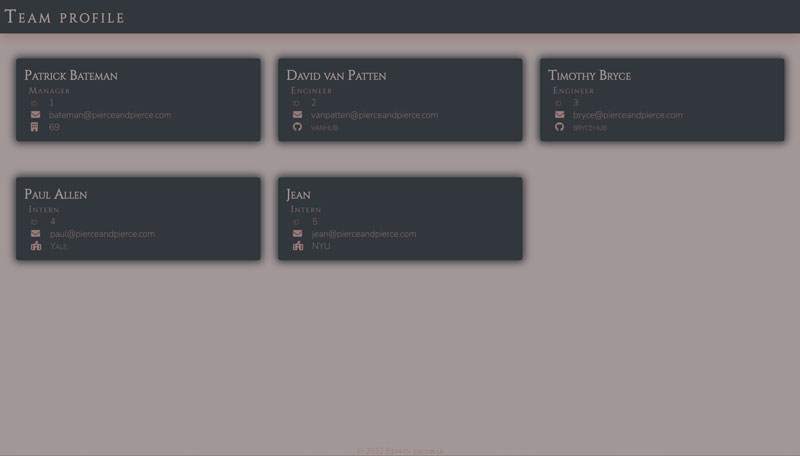 Team profile
Patrick Bateman
Manager
ID 1
bateman@pierceandpierce.com
69
David van Patten
Engineer
ID 2
vanpatten@pierceandpierce.com
vanhub
Timothy Bryce
Engineer
ID 3
bryce@pierceandpierce.com
brycehub
Paul Allen
Intern
ID 4
paul@pierceandpierce.com
Yale
Jean
Intern
ID 5
jean@pierceandpierce.com
NYU
© 2022 Edwin Escobar